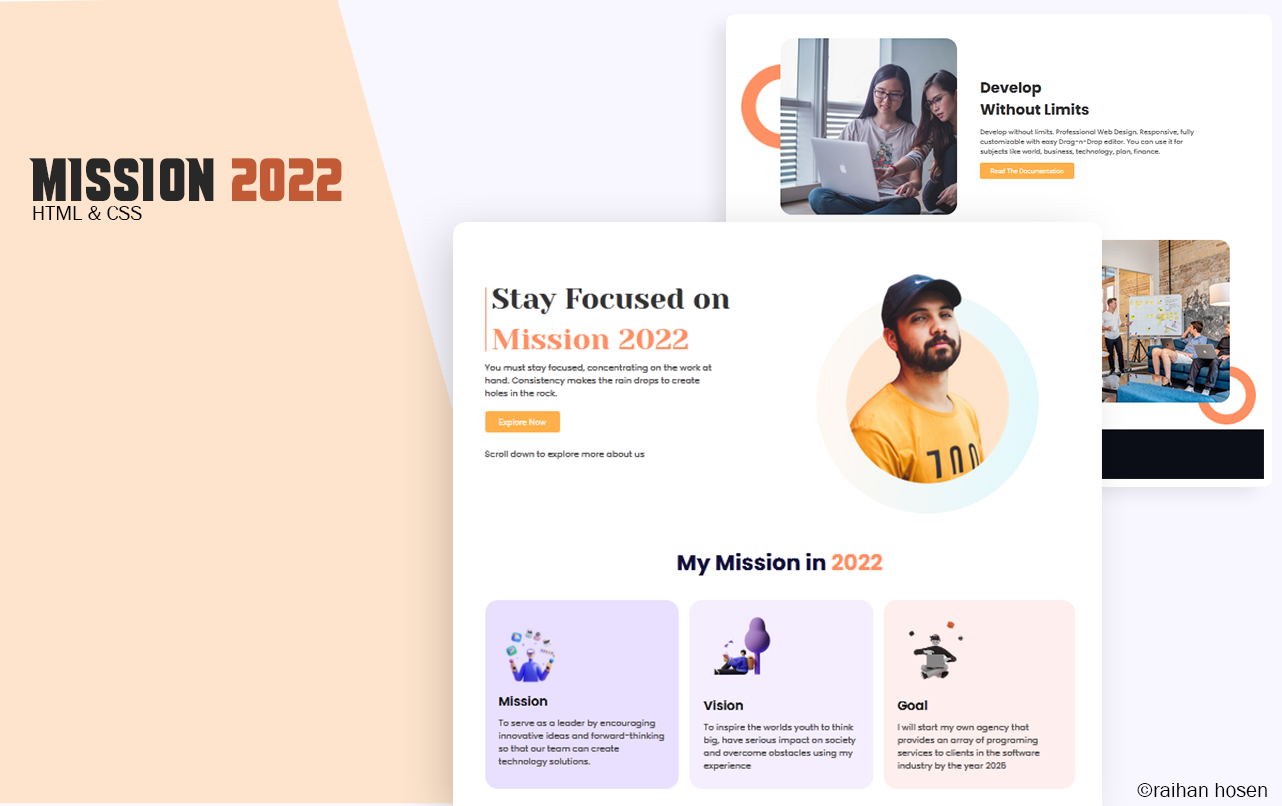 MISSION 2022
HTML & CSS
Develop
Without Limits
Develop without limits. Professional Web Design. Responsive, fully
customizable with easy Drag-n-Drop editor. You can use it for
subjects like world, business, technology, plan, finance.
Read The Documentation
Stay Focused on
Mission 2022
You must stay focused, concentrating on the work at
hand. Consistency makes the rain drops to create
holes in the rock.
Explore Now
Scroll down to explore more about us
My Mission in 2022
Mission
To serve as a leader by encouraging
innovative ideas and forward-thinking
so that our team can create
technology solutions.
Vision
To inspire the worlds youth to think
big, have serious impact on society
and overcome obstacles using my
experience
Goal
I will start my own agency that
provides an array of programing
services to clients in the software
industry by the year 2025
©raihan hosen